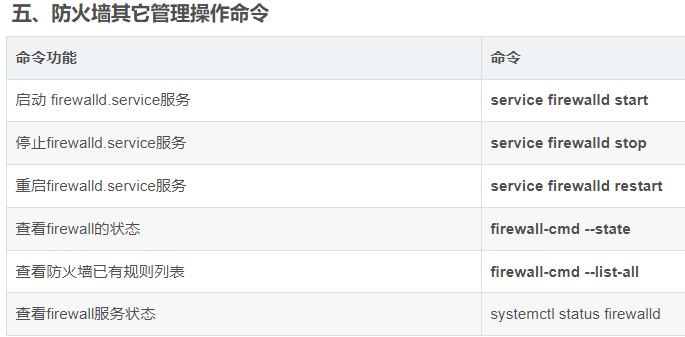 五、防火墙其它管理操作命令
命令功能 命令
启动 firewalld.service服务 service firewalld start
停止firewalld.service服务 service firewalld stop
重启firewalld.service服务 service firewalld restart
查看firewall的状态 firewall-cmd --state
查看防火墙已有规则列表 firewall-cmd --list-all
查看firewall服务状态 systemctl status firewalld